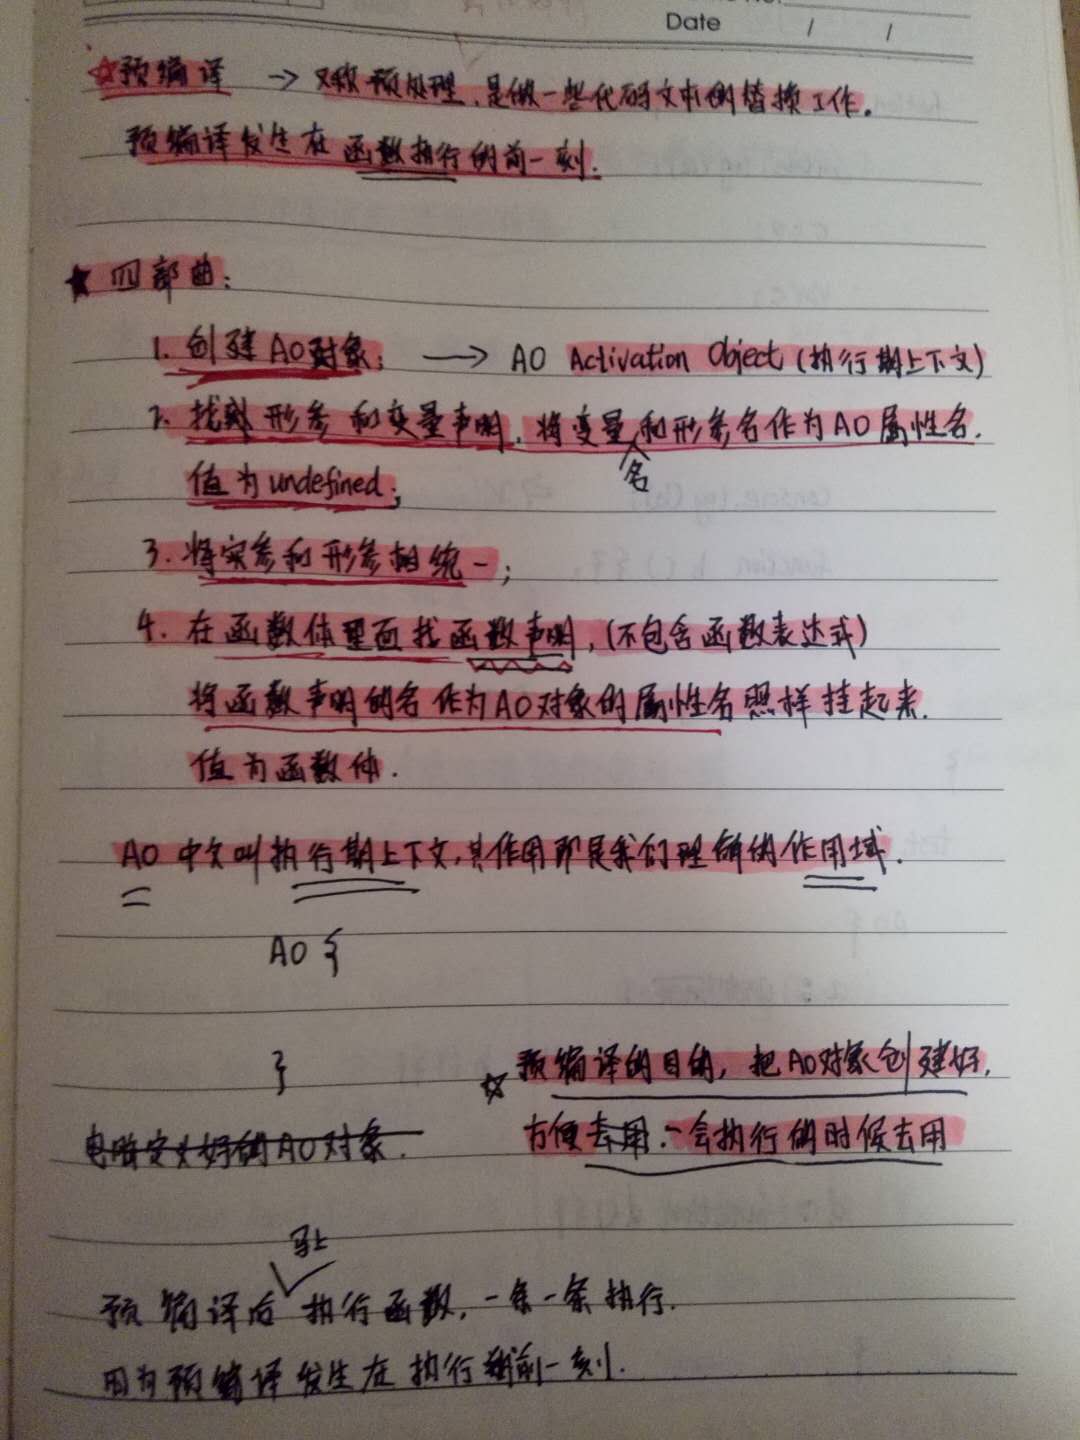 Date / /
☆预编译 → 又称预处理,是做一些代码文本的替换工作。
预编译发生在函数执行的前一刻.
★四部曲:
1. 创建AO对象; → AO Activation Object (执行期上下文)
2. 找到形参和变量声明,将变量名和形参名作为AO属性名.
值为undefined;
3. 将实参和形参相统一;
4. 在函数体里面找函数声明,(不包含函数表达式)
将函数声明的名作为AO对象的属性名照样挂起来.
值为函数体.
AO中文叫执行期上下文,其作用即是我们理解的作用域.
AO {
}
☆预编译的目的,把AO对象创建好,
电脑定义好的AO对象.
方便去用.一会执行的时候去用
预编译后马上执行函数,一条一条执行.
因为预编译发生在执行的前一刻.